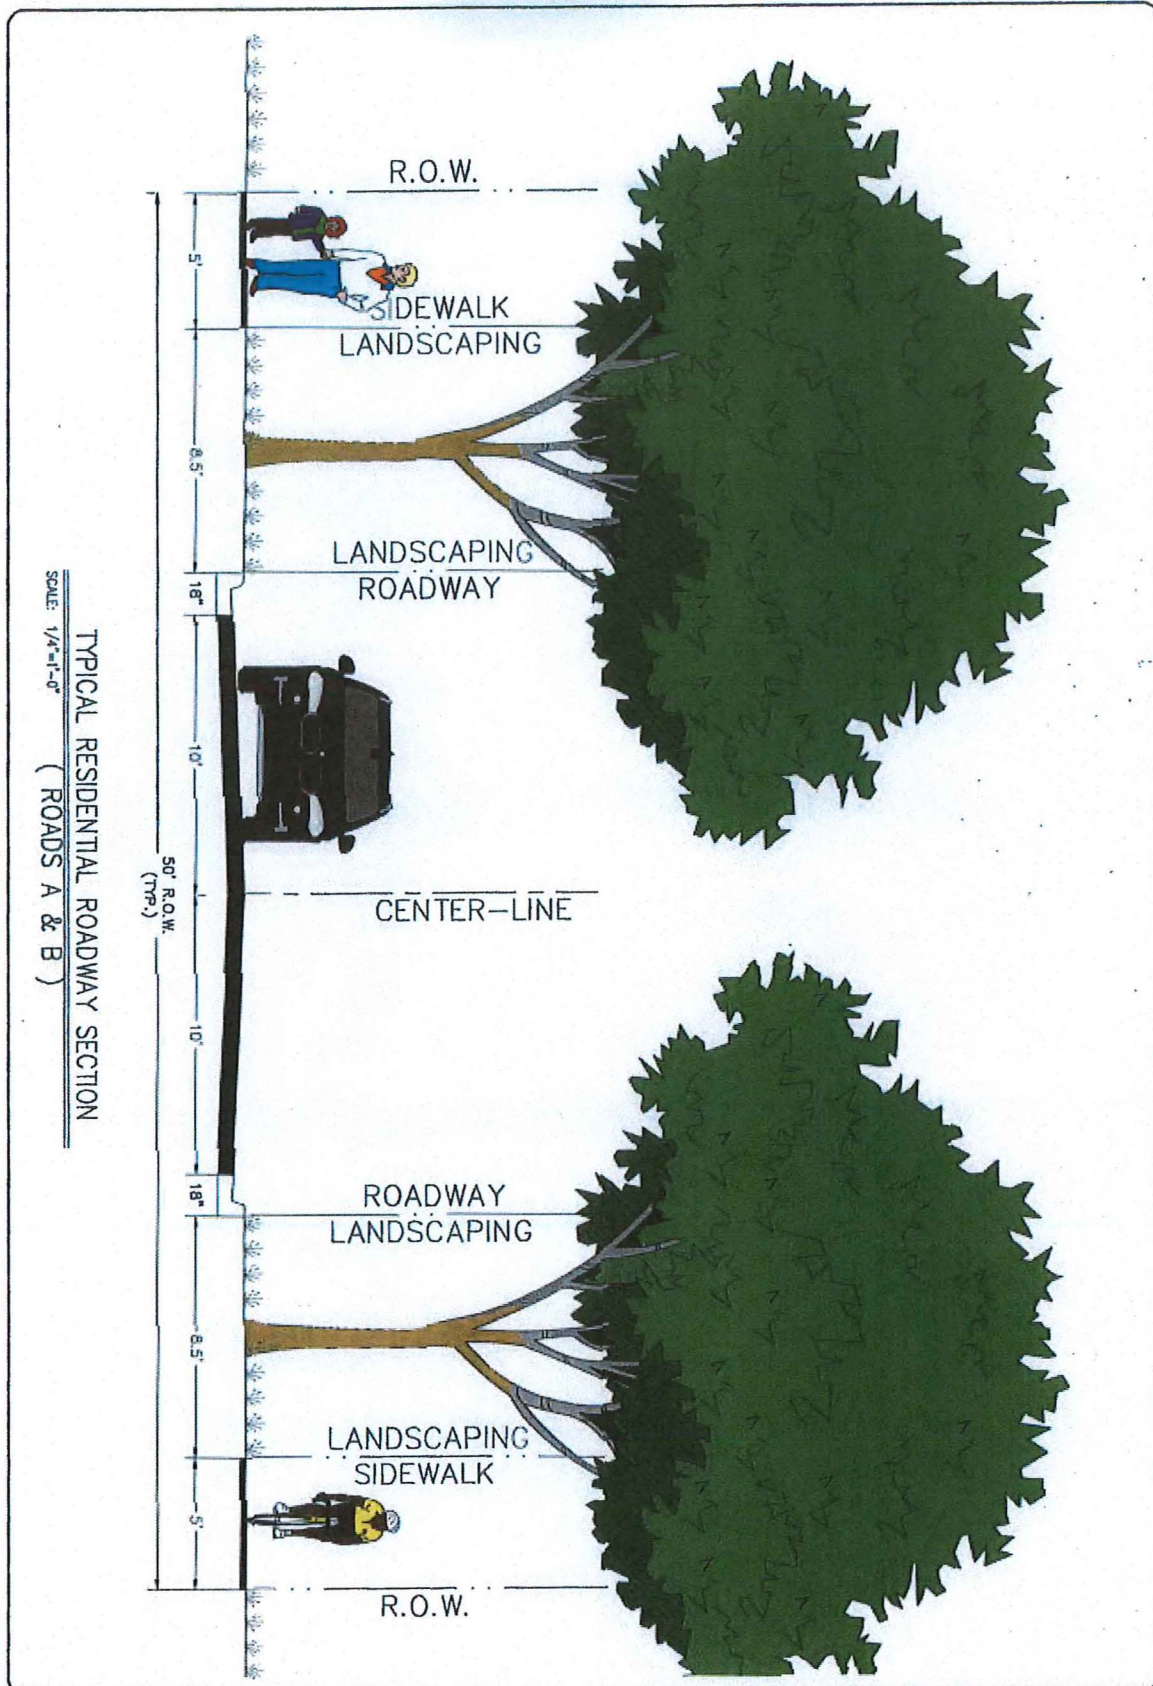 R.O.W.
SIDEWALK
LANDSCAPING
LANDSCAPING
ROADWAY
CENTER-LINE
ROADWAY
LANDSCAPING
LANDSCAPING
SIDEWALK
R.O.W.
5'
8.5'
18"
10'
10'
18"
8.5'
5'
50' R.O.W.
(TYP.)
TYPICAL RESIDENTIAL ROADWAY SECTION
SCALE: 1/4"=1'-0"
( ROADS A & B )